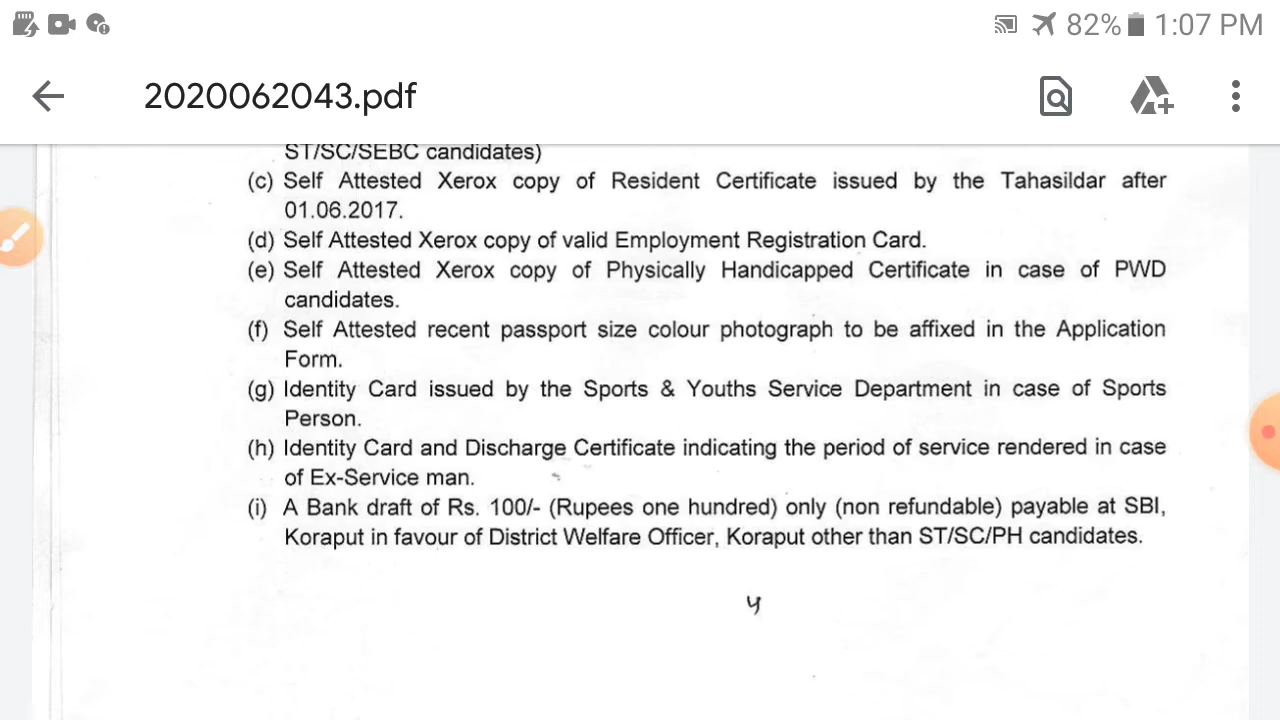 82% 1:07 PM
2020062043.pdf
ST/SC/SEBC candidates)
(c) Self Attested Xerox copy of Resident Certificate issued by the Tahasildar after
01.06.2017.
(d) Self Attested Xerox copy of valid Employment Registration Card.
(e) Self Attested Xerox copy of Physically Handicapped Certificate in case of PWD
candidates.
(f) Self Attested recent passport size colour photograph to be affixed in the Application
Form.
(g) Identity Card issued by the Sports & Youths Service Department in case of Sports
Person.
(h) Identity Card and Discharge Certificate indicating the period of service rendered in case
of Ex-Service man.
(i) A Bank draft of Rs. 100/- (Rupees one hundred) only (non refundable) payable at SBI,
Koraput in favour of District Welfare Officer, Koraput other than ST/SC/PH candidates.
4